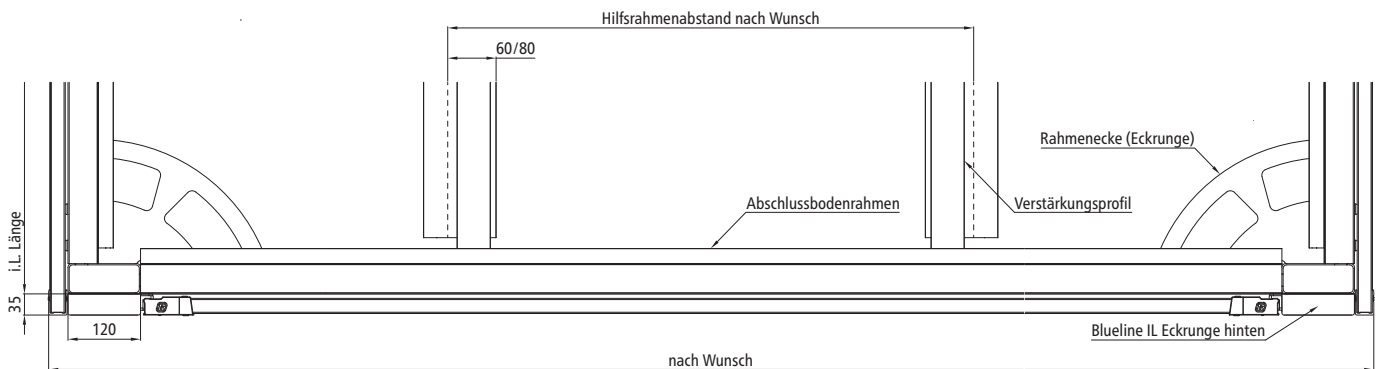 Hilfsrahmenabstand nach Wunsch
60/80
Rahmenecke (Eckrunge)
Abschlussbodenrahmen
Verstärkungsprofil
i.L. Länge
35
120
Blueline IL Eckrunge hinten
nach Wunsch